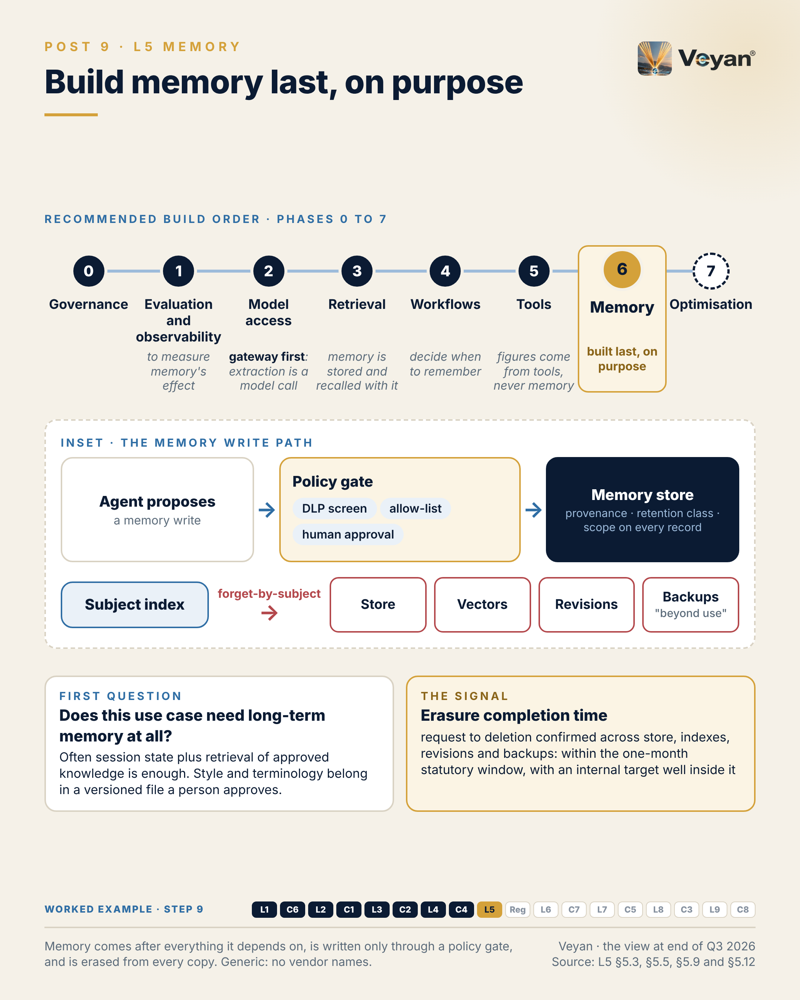 POST 9 · L5 MEMORY
Build memory last, on purpose
Veyan®
RECOMMENDED BUILD ORDER · PHASES 0 TO 7
0
Governance
1
Evaluation
and
observability
to measure
memory's
effect
2
Model
access
gateway first:
extraction is a
model call
3
Retrieval
memory is
stored and
recalled with it
4
Workflows
decide when
to remember
5
Tools
figures come
from tools,
never memory
6
Memory
built last, on
purpose
7
Optimisation
INSET · THE MEMORY WRITE PATH
Agent proposes
a memory write
→
Policy gate
DLP screen
allow-list
human approval
→
Memory store
provenance · retention class ·
scope on every record
Subject index
forget-by-subject
→
Store
Vectors
Revisions
Backups
"beyond use"
FIRST QUESTION
Does this use case need long-term
memory at all?
Often session state plus retrieval of approved
knowledge is enough. Style and terminology belong
in a versioned file a person approves.
THE SIGNAL
Erasure completion time
request to deletion confirmed across store, indexes,
revisions and backups: within the one-month
statutory window, with an internal target well inside it
WORKED EXAMPLE · STEP 9
L1 C6 L2 C1 L3 C2 L4 C4 L5 Reg L6 C7 L7 C5 L8 C3 L9 C8
Memory comes after everything it depends on, is written only through a policy gate,
and is erased from every copy. Generic: no vendor names.
Veyan · the view at end of Q3 2026
Source: L5 §5.3, §5.5, §5.9 and §5.12